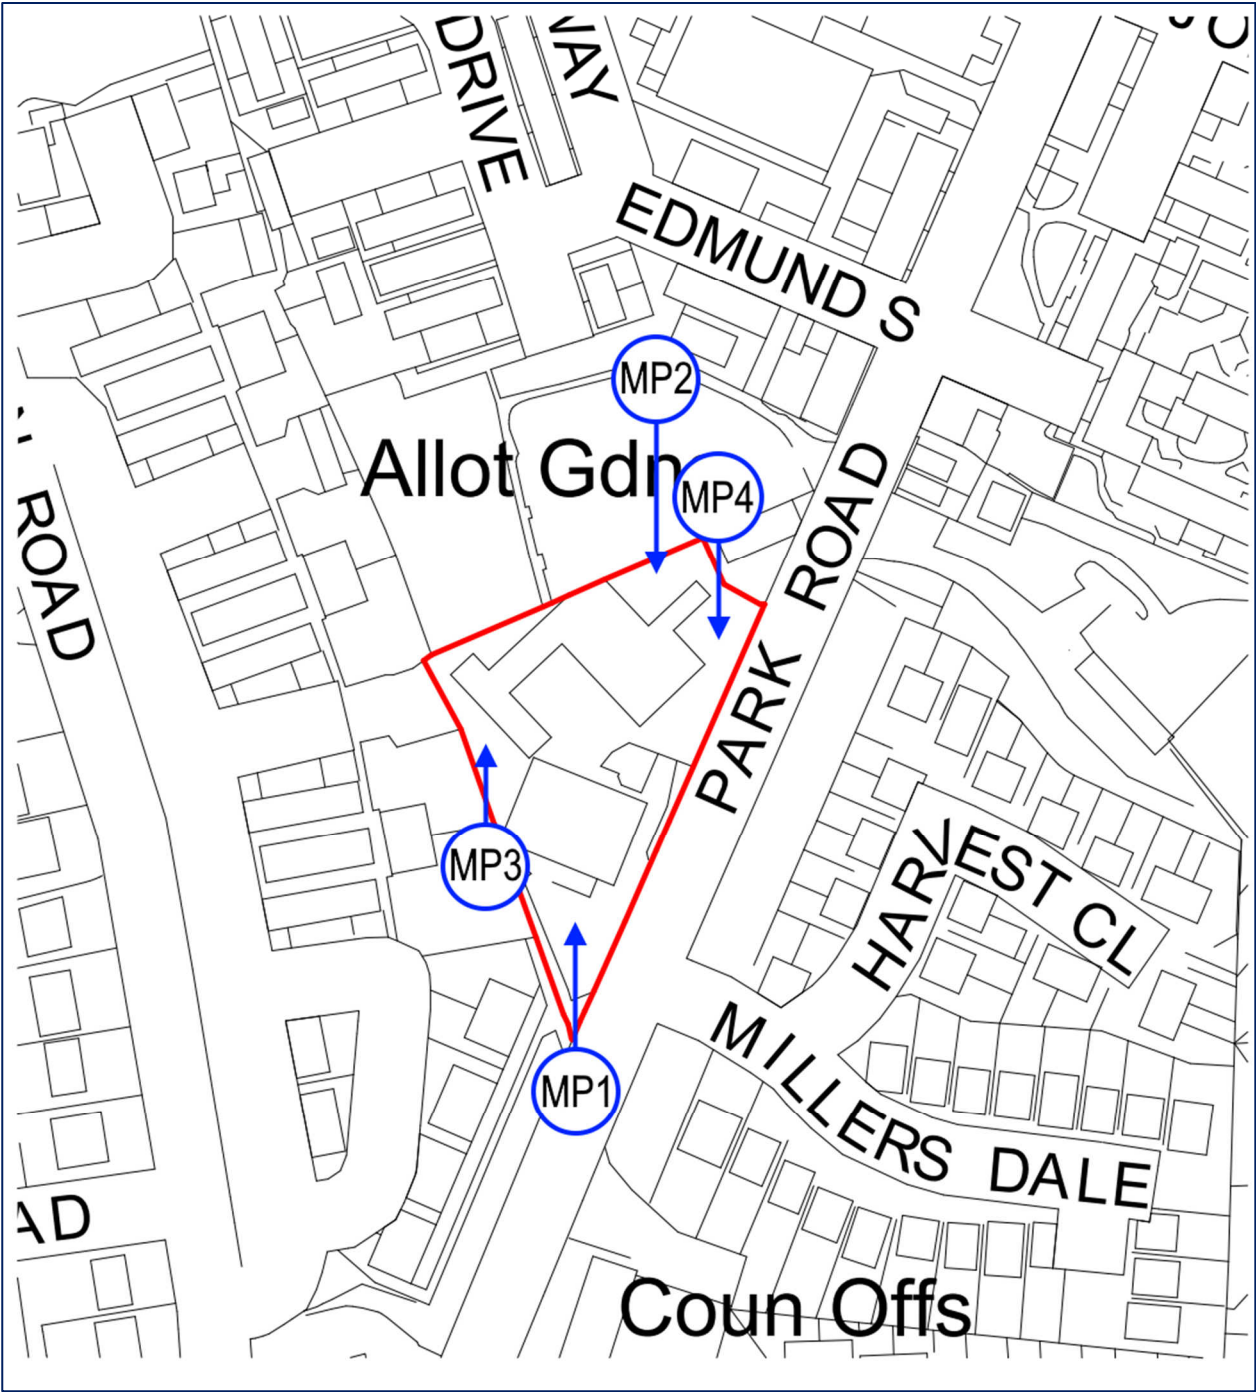 DRIVE
WAY
EDMUND S
MP2
Allot Gdn
MP4
ROAD
PARK ROAD
MP3
HARVEST CL
MILLERS DALE
MP1
AD
Coun Offs